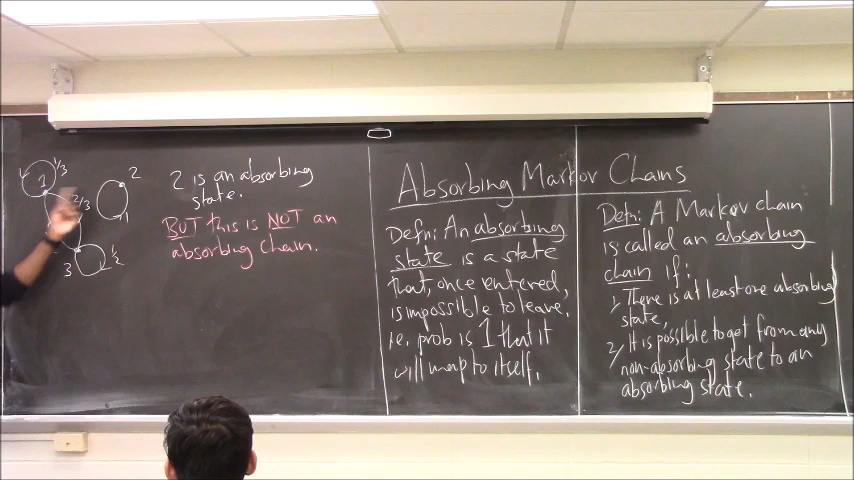 1
1/3
2/3
2
1
3
1/2
2 is an absorbing
state.
BUT this is NOT an
absorbing chain.
Absorbing Markov Chains
Defn: An absorbing
state is a state
that, once entered,
is impossible to leave.
i.e. prob is 1 that it
will map to itself.
Defn: A Markov chain
is called an absorbing
chain if:
1, There is at least one absorbing
state,
2, It is possible to get from any
non-absorbing state to an
absorbing state.